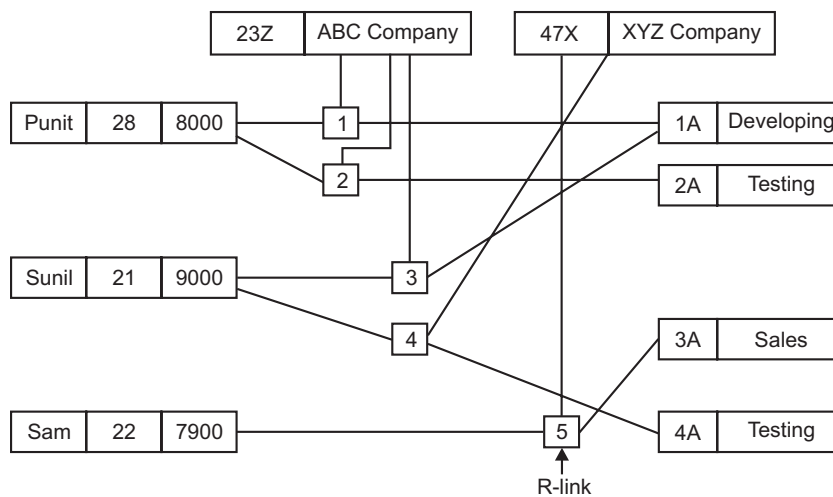 23Z ABC Company 47X XYZ Company
Punit 28 8000 1 1A Developing
2 2A Testing
Sunil 21 9000 3
4 3A Sales
Sam 22 7900 5 4A Testing
R-link